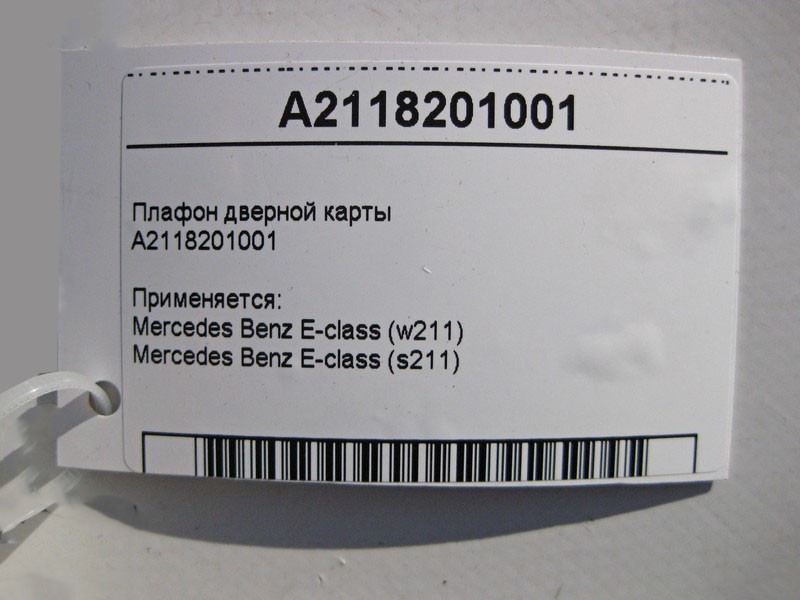 A2118201001
Плафон дверной карты
A2118201001
Применяется:
Mercedes Benz E-class (w211)
Mercedes Benz E-class (s211)